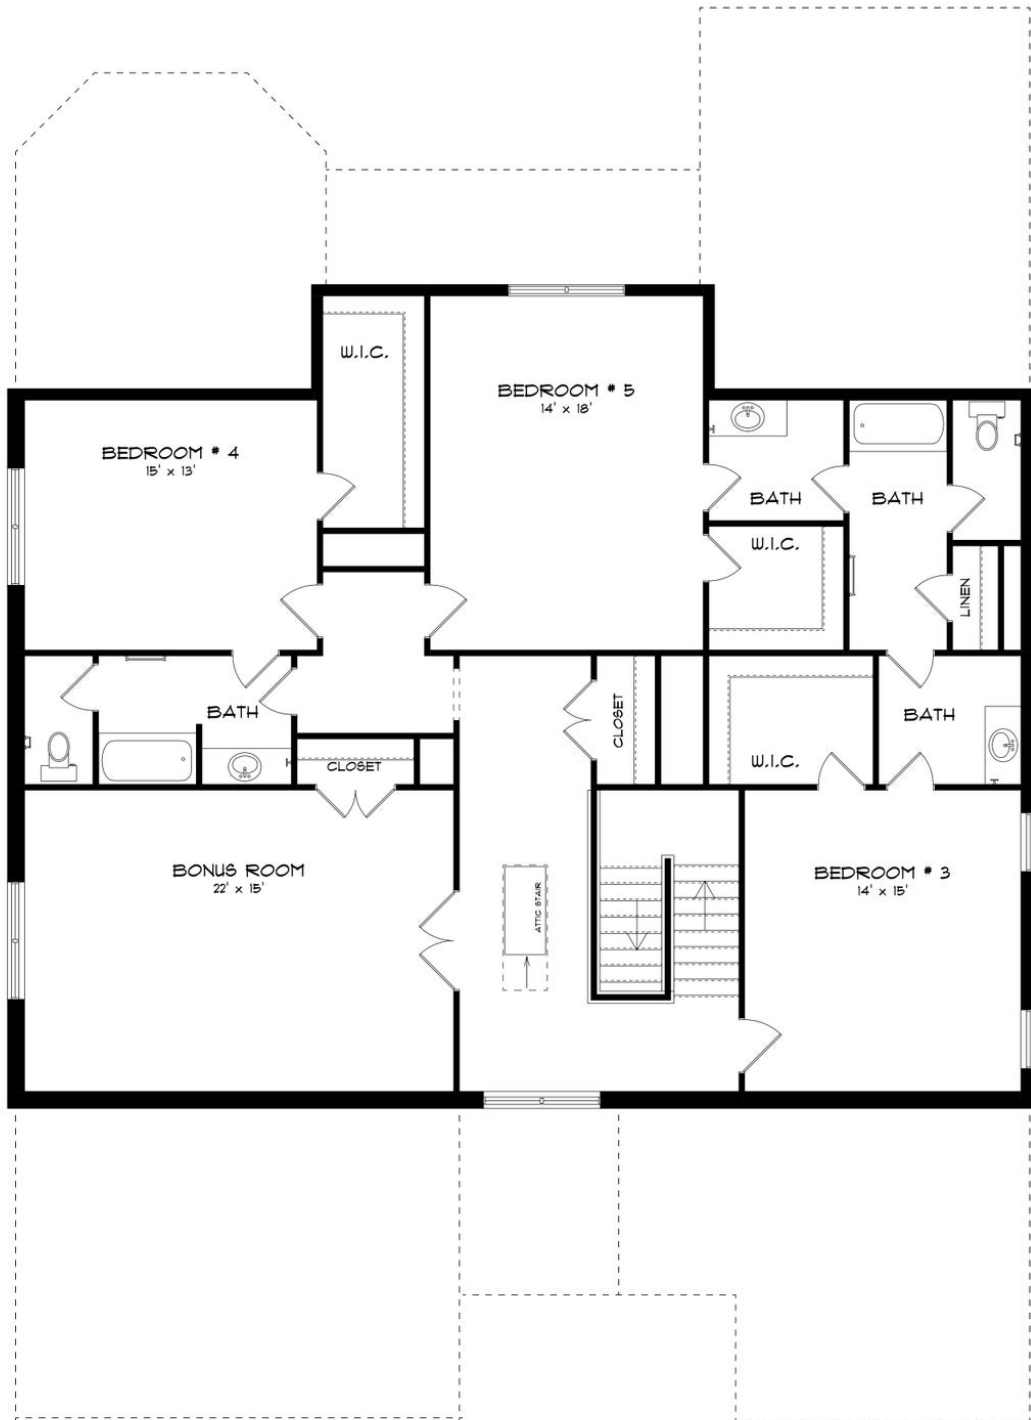 W.I.C.
BEDROOM # 5
14' x 18'
BEDROOM # 4
15' x 13'
BATH
BATH
W.I.C.
LINEN
BATH
CLOSET
BATH
W.I.C.
CLOSET
BONUS ROOM
22' x 15'
ATTIC STAIR
BEDROOM # 3
14' x 15'